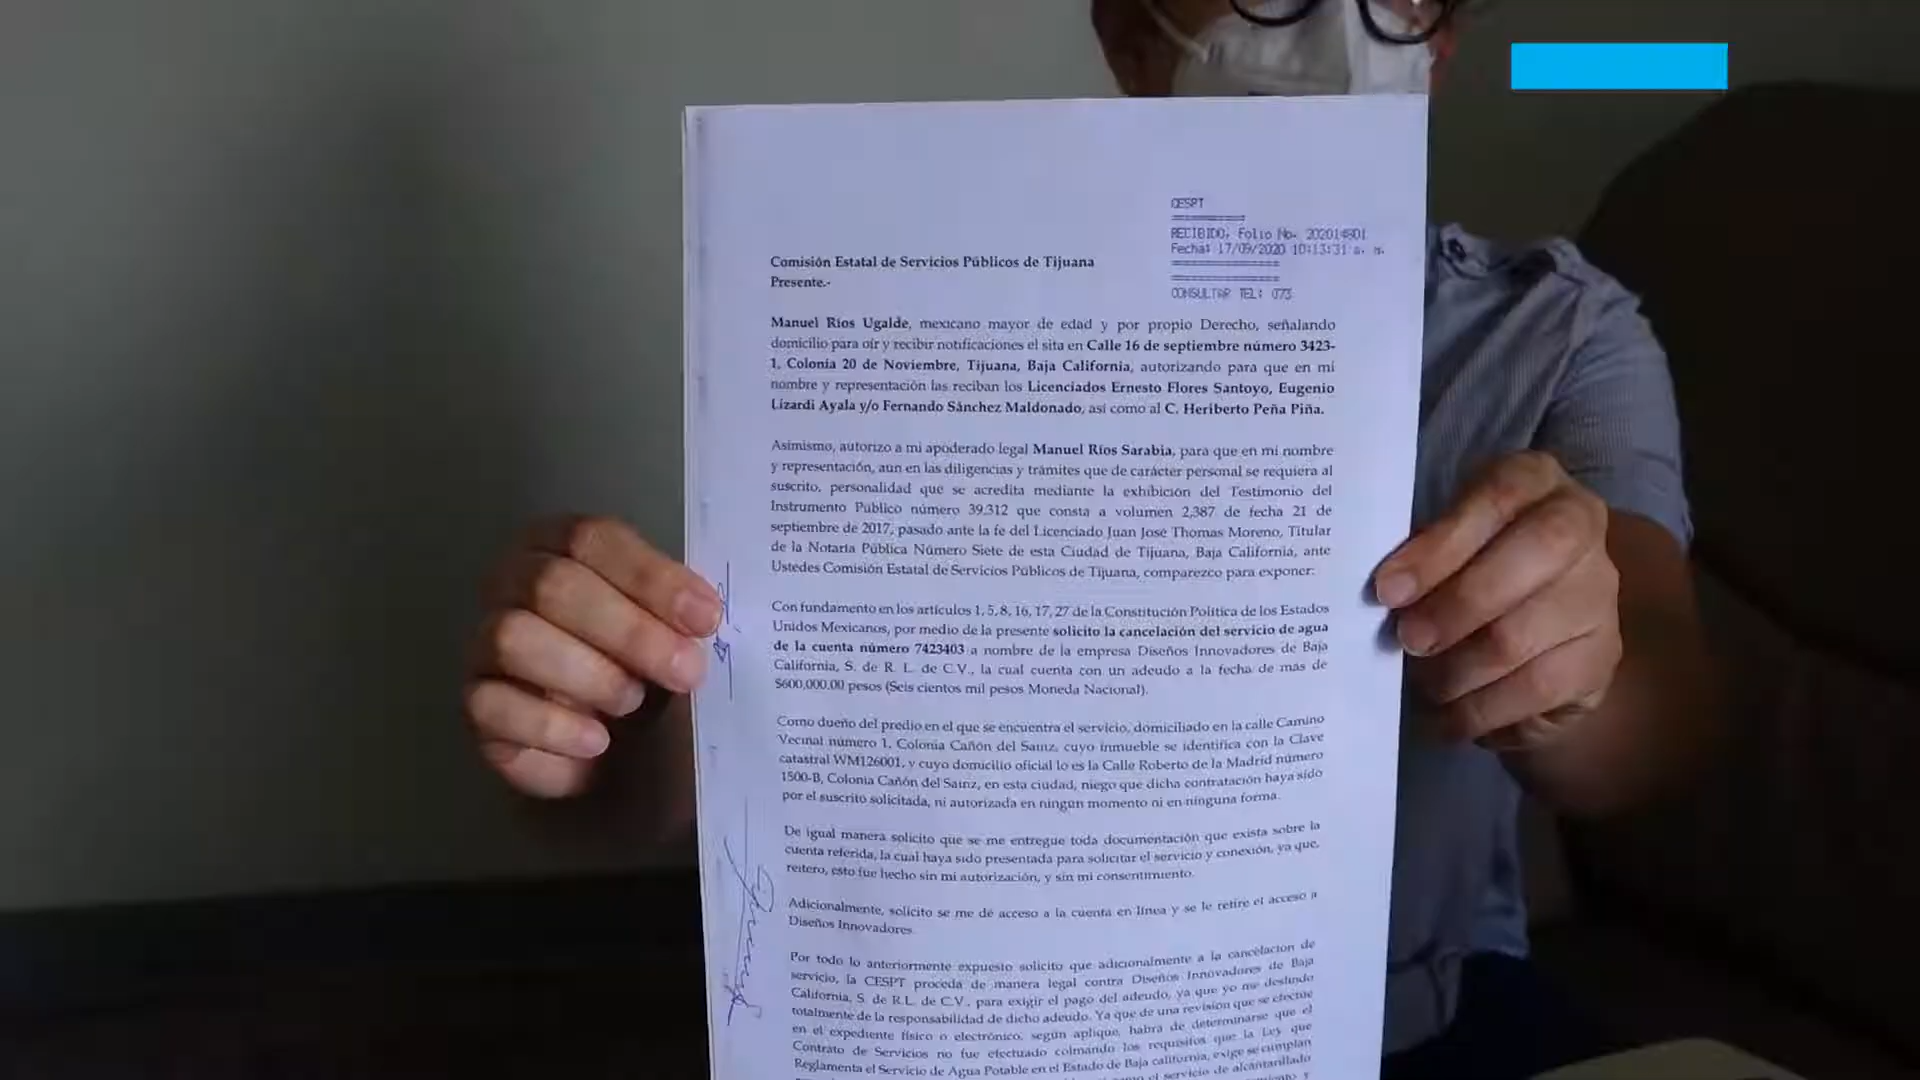 CESPT
RECIBIDO, Folio No. 202014801
Fecha: 17/09/2020 10:13:31 a. m.
CONSULTAR TEL: 073
Comisión Estatal de Servicios Públicos de Tijuana
Presente.-
Manuel Ríos Ugalde, mexicano mayor de edad y por propio Derecho, señalando
domicilio para oír y recibir notificaciones el sita en Calle 16 de septiembre número 3423-
1, Colonia 20 de Noviembre, Tijuana, Baja California, autorizando para que en mi
nombre y representación las reciban los Licenciados Ernesto Flores Santoyo, Eugenio
Lizardi Ayala y/o Fernando Sánchez Maldonado, así como al C. Heriberto Peña Piña.
Asimismo, autorizo a mi apoderado legal Manuel Ríos Sarabia, para que en mi nombre
y representación, aun en las diligencias y trámites que de carácter personal se requiera al
suscrito, personalidad que se acredita mediante la exhibición del Testimonio del
Instrumento Público número 39,312 que consta a volumen 2,387 de fecha 21 de
septiembre de 2017, pasado ante la fe del Licenciado Juan José Thomas Moreno, Titular
de la Notaria Pública Número Siete de esta Ciudad de Tijuana, Baja California, ante
Ustedes Comisión Estatal de Servicios Públicos de Tijuana, comparezco para exponer:
Con fundamento en los artículos 1, 5, 8, 16, 17, 27 de la Constitución Política de los Estados
Unidos Mexicanos, por medio de la presente solicito la cancelación del servicio de agua
de la cuenta número 7423403 a nombre de la empresa Diseños Innovadores de Baja
California, S. de R. L. de C.V., la cual cuenta con un adeudo a la fecha de más de
$600,000.00 pesos (Seis cientos mil pesos Moneda Nacional).
Como dueño del predio en el que se encuentra el servicio, domiciliado en la calle Camino
Vecinal número 1, Colonia Cañón del Sainz, cuyo inmueble se identifica con la Clave
catastral WM126001, y cuyo domicilio oficial lo es la Calle Roberto de la Madrid número
1500-B, Colonia Cañón del Sainz, en esta ciudad, niego que dicha contratación haya sido
por el suscrito solicitada, ni autorizada en ningún momento ni en ninguna forma.
De igual manera solicito que se me entregue toda documentación que exista sobre la
cuenta referida, la cual haya sido presentada para solicitar el servicio y conexión, ya que,
reitero, esto fue hecho sin mi autorización, y sin mi consentimiento.
Adicionalmente, solicito se me dé acceso a la cuenta en línea y se le retire el acceso a
Diseños Innovadores.
Por todo lo anteriormente expuesto solicito que adicionalmente a la cancelación de
servicio, la CESPT proceda de manera legal contra Diseños Innovadores de Baja
California, S. de R.L. de C.V., para exigir el pago del adeudo, ya que yo me deslindo
totalmente de la responsabilidad de dicho adeudo. Ya que de una revisión que se efectúe
en el expediente físico o electrónico, según aplique, habrá de determinarse que el
Contrato de Servicios no fue efectuado colmando los requisitos que la Ley que
Reglamenta el Servicio de Agua Potable en el Estado de Baja california, exige se cumplan
el servicio de alcantarillado